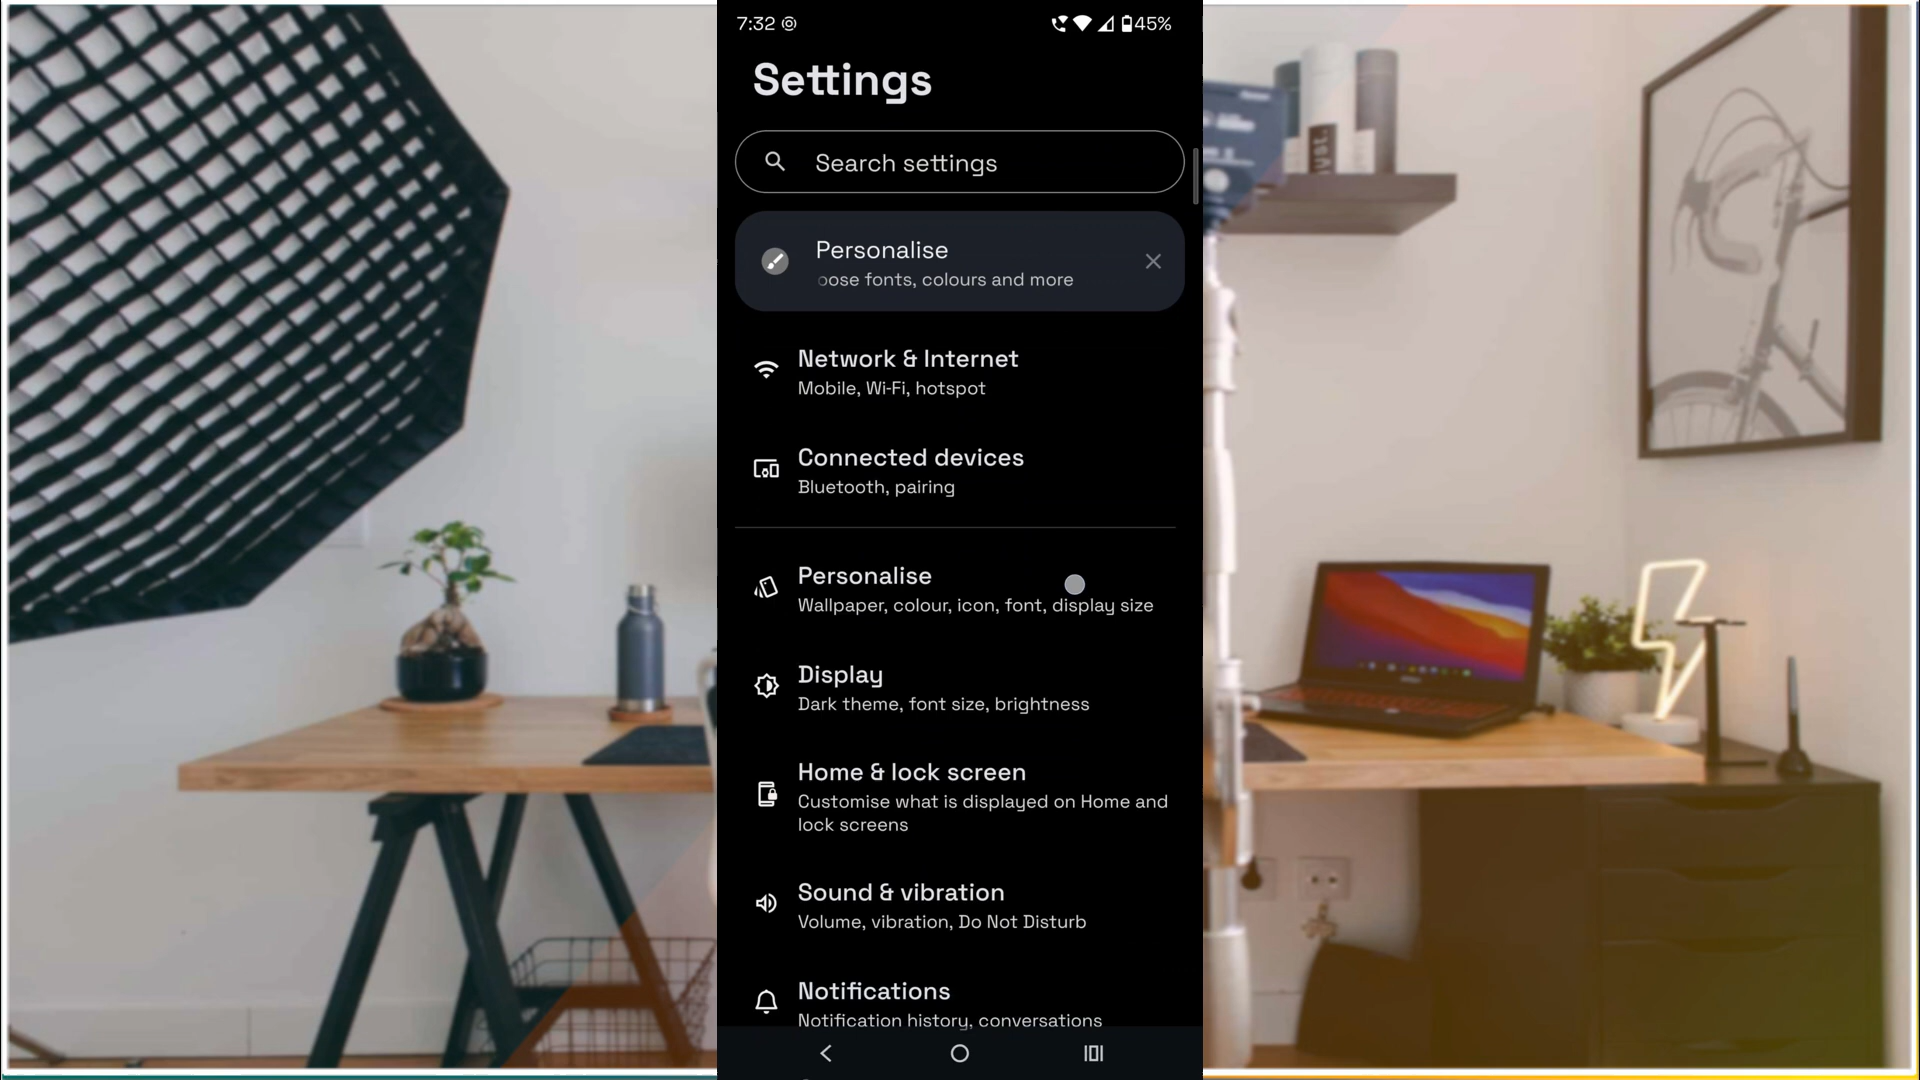 7:32
45%
Settings
Search settings
Personalise
oose fonts, colours and more
Network & Internet
Mobile, Wi-Fi, hotspot
Connected devices
Bluetooth, pairing
Personalise
Wallpaper, colour, icon, font, display size
Display
Dark theme, font size, brightness
Home & lock screen
Customise what is displayed on Home and
lock screens
Sound & vibration
Volume, vibration, Do Not Disturb
Notifications
Notification history, conversations